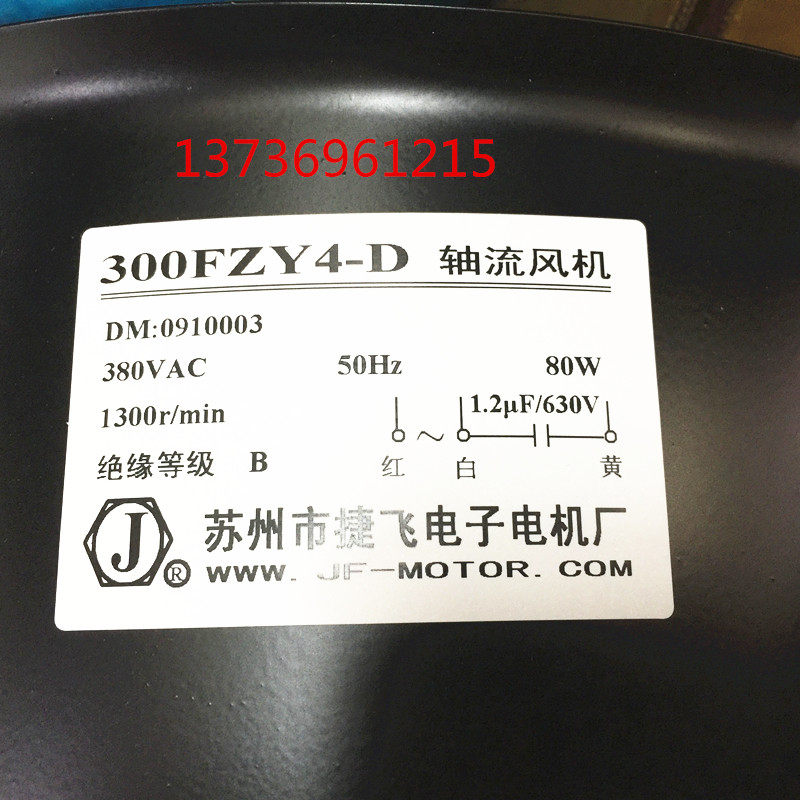 13736961215
300FZY4-D 轴流风机
DM:0910003
380VAC 50Hz 80W
1300r/min 1.2μF/630V
~
绝缘等级 B 红 白 黄
J ® 苏州市捷飞电子电机厂
WWW. JF-MOTOR. COM